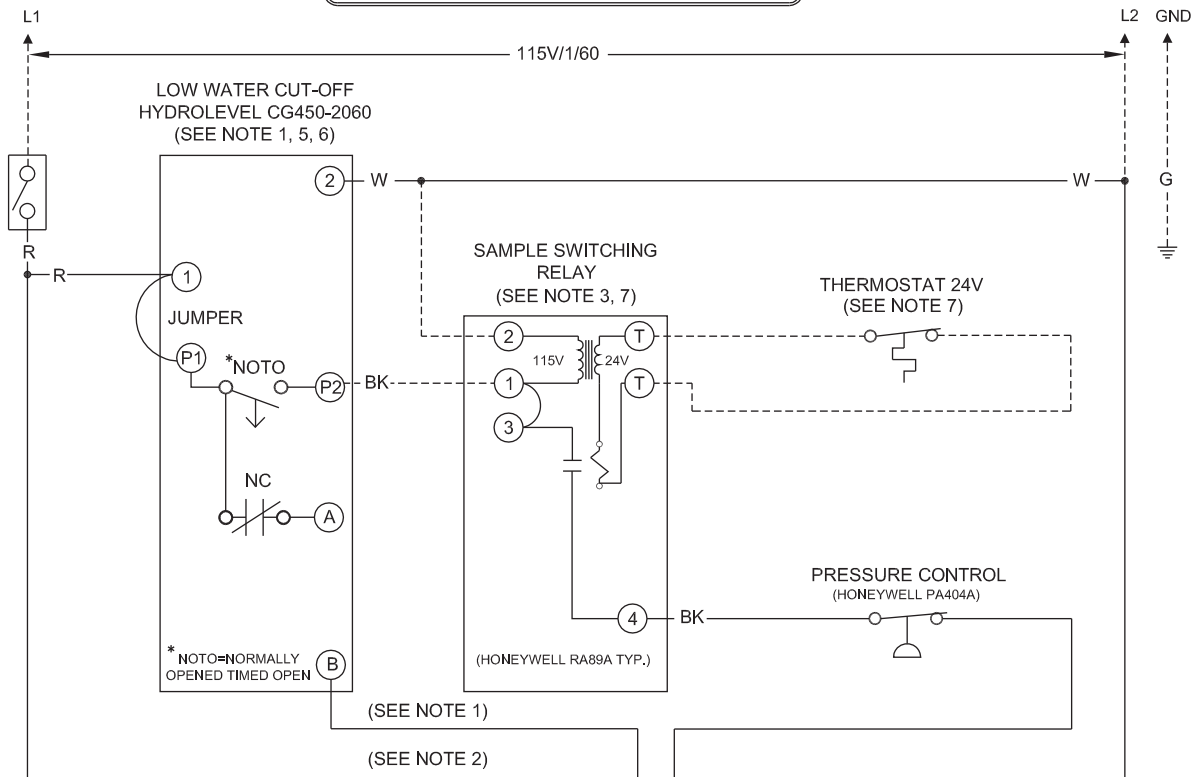 L1
L2
GND
115V/1/60
LOW WATER CUT-OFF
HYDROLEVEL CG450-2060
(SEE NOTE 1, 5, 6)
2
W
W
G
R
R
1
JUMPER
P1
*NOTO
P2
BK
NC
A
* NOTO=NORMALLY
OPENED TIMED OPEN
B
SAMPLE SWITCHING
RELAY
(SEE NOTE 3, 7)
2
115V
24V
T
1
T
3
4
BK
(HONEYWELL RA89A TYP.)
THERMOSTAT 24V
(SEE NOTE 7)
PRESSURE CONTROL
(HONEYWELL PA404A)
(SEE NOTE 1)
(SEE NOTE 2)